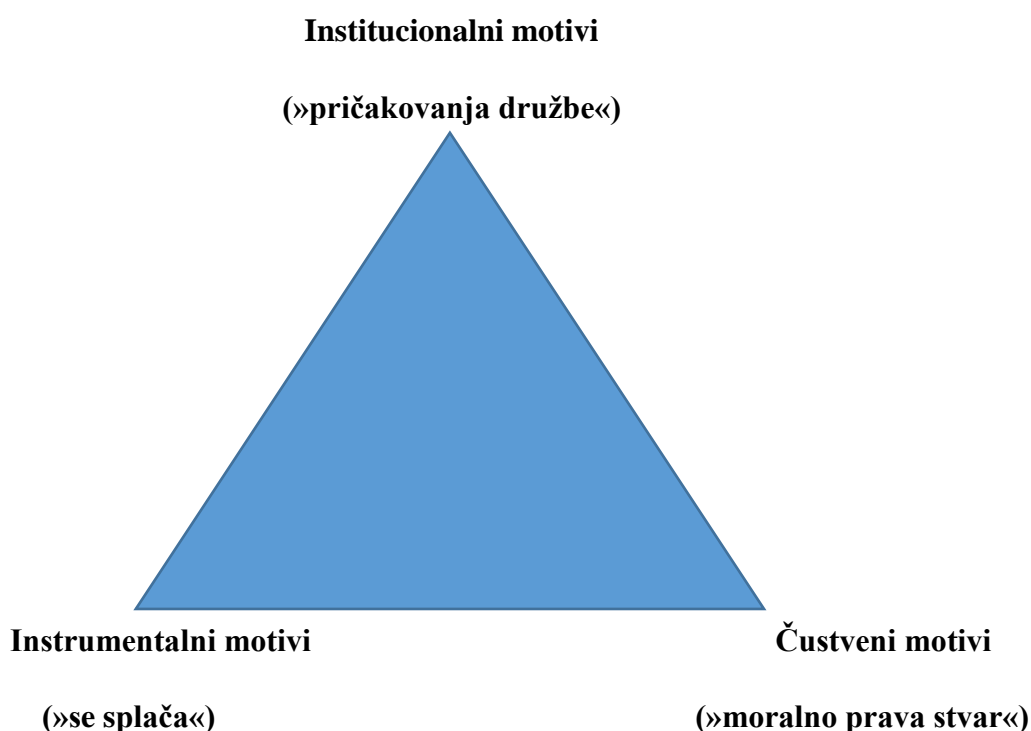 Institucionalni motivi
(»pričakovanja družbe«)
Instrumentalni motivi
(»se splača«)
Čustveni motivi
(»moralno prava stvar«)